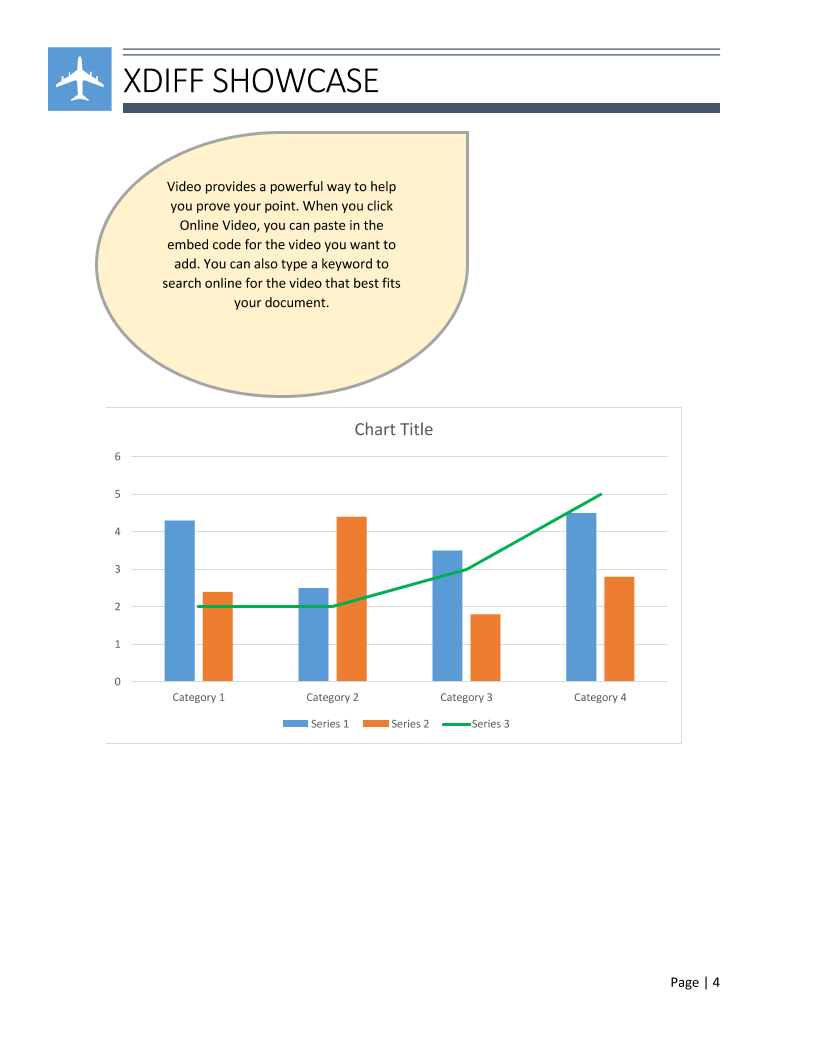 XDIFF SHOWCASE
Video provides a powerful way to help
you prove your point. When you click
Online Video, you can paste in the
embed code for the video you want to
add. You can also type a keyword to
search online for the video that best fits
your document.
Chart Title
6
5
4
3
2
1
0
Category 1 Category 2 Category 3 Category 4
Series 1 Series 2 Series 3
Page | 4